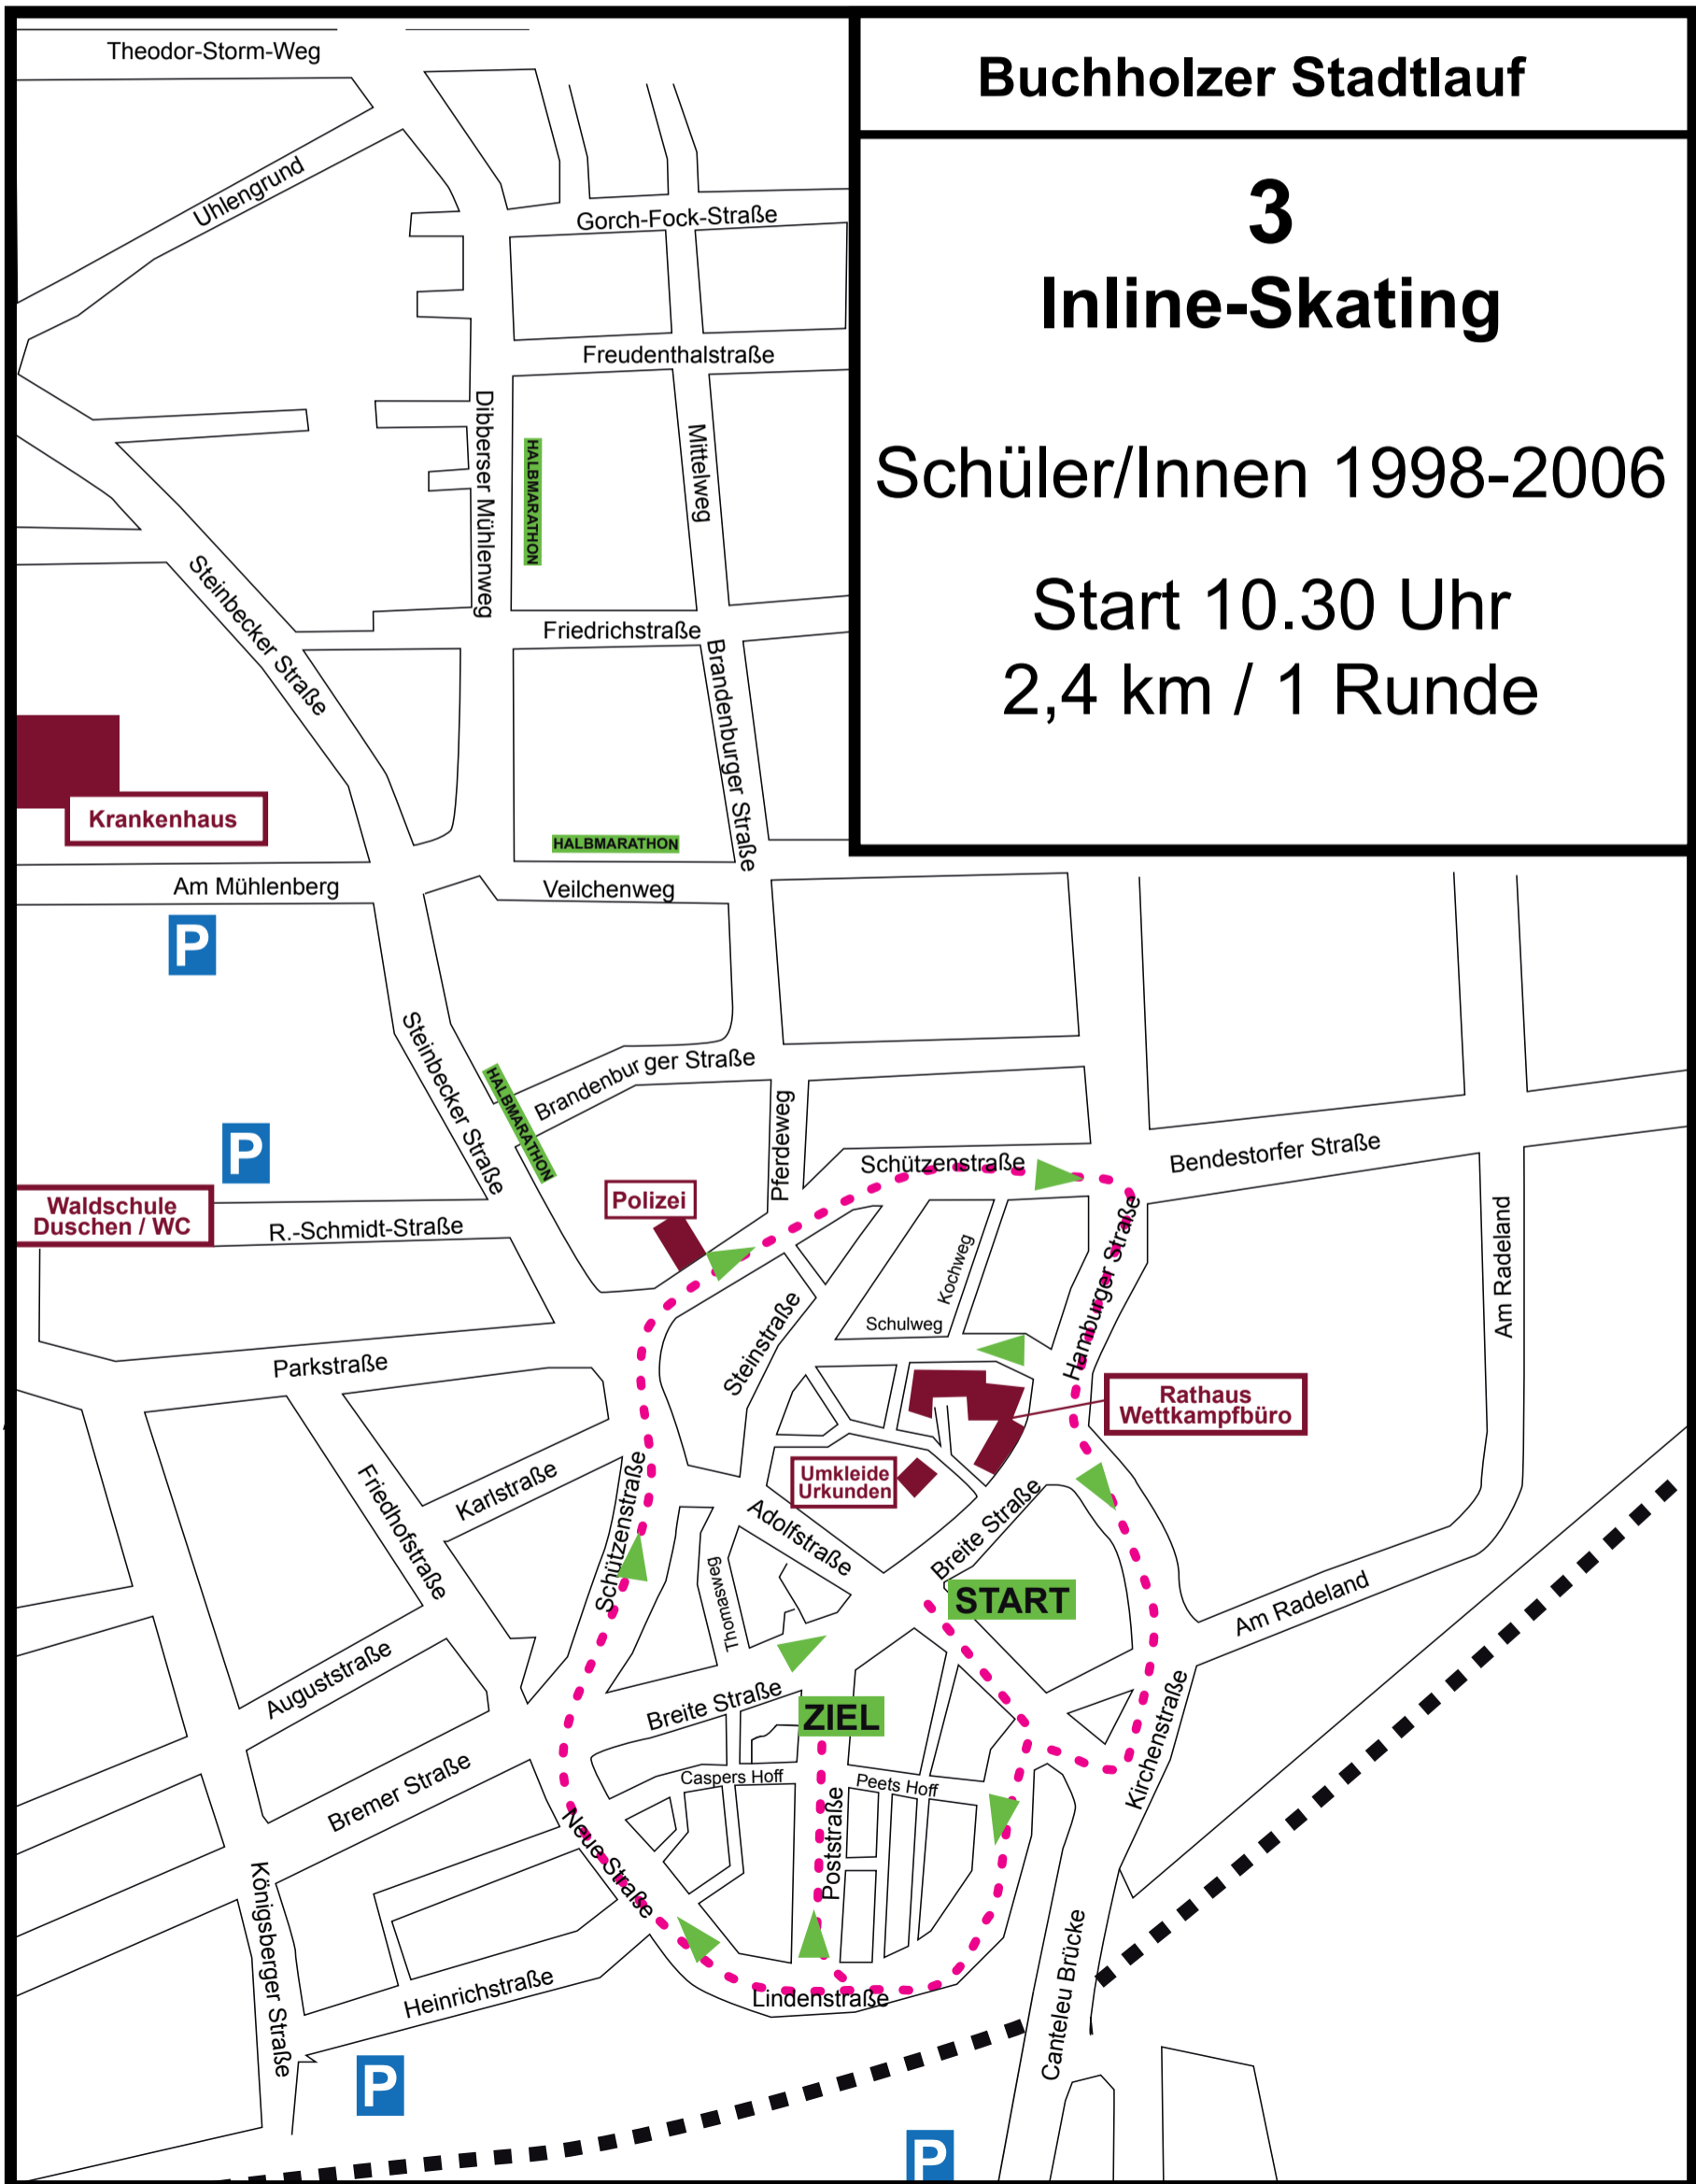 Theodor-Storm-Weg
Buchholzer Stadtlauf
3
Inline-Skating
Schüler/Innen 1998-2006
Start 10.30 Uhr
2,4 km / 1 Runde
Uhlengrund
Gorch-Fock-Straße
Freudenthalstraße
Dibberser Mühlenweg
HALBMARATHON
Mittelweg
Steinbecker Straße
Friedrichstraße
Brandenburger Straße
Krankenhaus
HALBMARATHON
Am Mühlenberg
Veilchenweg
P
Steinbecker Straße
HALBMARATHON
Brandenbur ger Straße
Pferdeweg
P
Schützenstraße
Bendestorfer Straße
Waldschule
Duschen / WC
R.-Schmidt-Straße
Polizei
Kochweg
Hamburger Straße
Am Radeland
Schulweg
Steinstraße
Parkstraße
Rathaus
Wettkampfbüro
Friedhofstraße
Karlstraße
Schützenstraße
Umkleide
Urkunden
Adolfstraße
Breite Straße
Thomasweg
START
Am Radeland
Auguststraße
Breite Straße
ZIEL
Kirchenstraße
Bremer Straße
Caspers Hoff
Peets Hoff
Neue Straße
Poststraße
Königsberger Straße
Heinrichstraße
Lindenstraße
Canteleu Brücke
P
P